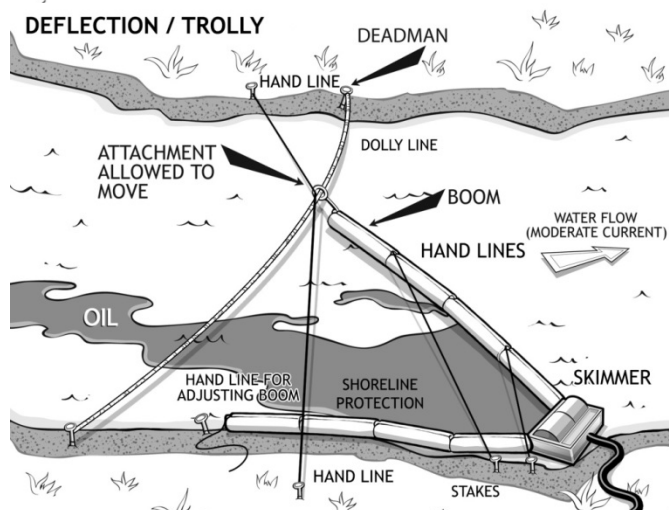 DEFLECTION / TROLLY
DEADMAN
HAND LINE
DOLLY LINE
ATTACHMENT
ALLOWED TO
MOVE
BOOM
WATER FLOW
(MODERATE CURRENT)
HAND LINES
OIL
SKIMMER
HAND LINE FOR
ADJUSTING BOOM
SHORELINE
PROTECTION
HAND LINE
STAKES